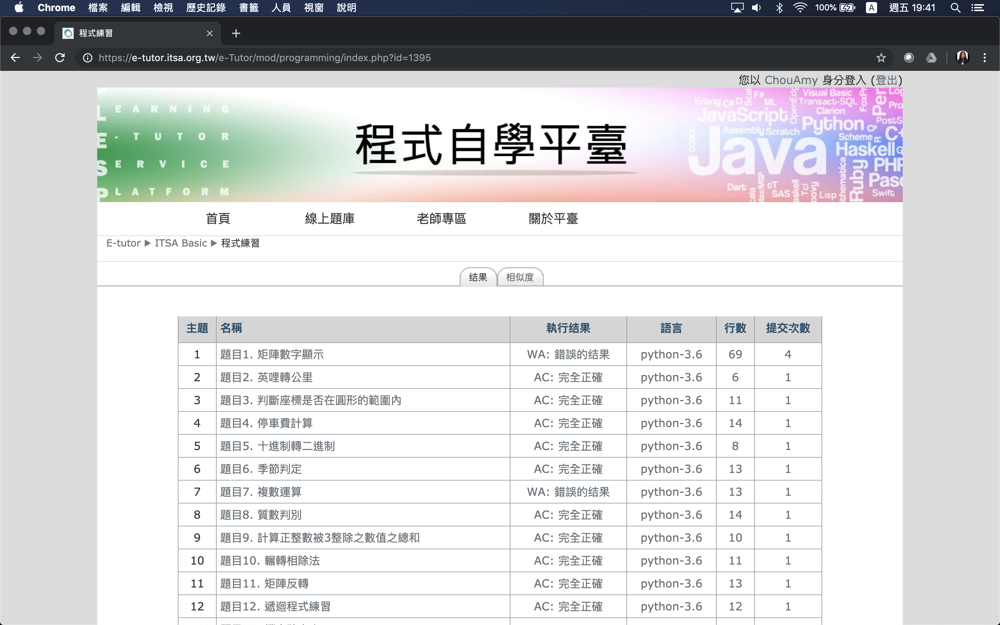 Chrome 檔案 編輯 檢視 歷史記錄 書籤 人員 視窗 說明 100% A 週五 19:41
程式練習
https://e-tutor.itsa.org.tw/e-Tutor/mod/programming/index.php?id=1395
您以 ChouAmy 身分登入 (登出)
LEARNING
E-TUTOR
SERVICE
PLATFORM
程式自學平臺
Erlang C# D Scala F# ML OpenEdg Visual Basic Transact-SQL Clarion FoxPr Per Log Pro
JavaScript Python Q PostS
COBOL Assembly Scratch Scheme R C+
Java Haskell G
Dart Max/MSP cT SAS askell Tcl oovy Lisp thematica Ruby PHP Pasc Swift
首頁 線上題庫 老師專區 關於平臺
E-tutor ▶ ITSA Basic ▶ 程式練習
结果 相似度
主題 名稱 執行结果 語言 行數 提交次數
1 題目1. 矩陣數字顯示 WA: 錯誤的结果 python-3.6 69 4
2 題目2. 英哩轉公里 AC: 完全正確 python-3.6 6 1
3 題目3. 判斷座標是否在圓形的範圍內 AC: 完全正確 python-3.6 11 1
4 題目4. 停車費計算 AC: 完全正確 python-3.6 14 1
5 題目5. 十進制轉二進制 AC: 完全正確 python-3.6 8 1
6 題目6. 季節判定 AC: 完全正確 python-3.6 13 1
7 題目7. 複數運算 WA: 錯誤的结果 python-3.6 13 1
8 題目8. 質數判別 AC: 完全正確 python-3.6 14 1
9 題目9. 計算正整數被3整除之數值之總和 AC: 完全正確 python-3.6 10 1
10 題目10. 輾轉相除法 AC: 完全正確 python-3.6 11 1
11 題目11. 矩陣反轉 AC: 完全正確 python-3.6 13 1
12 題目12. 遞迴程式練習 AC: 完全正確 python-3.6 12 1